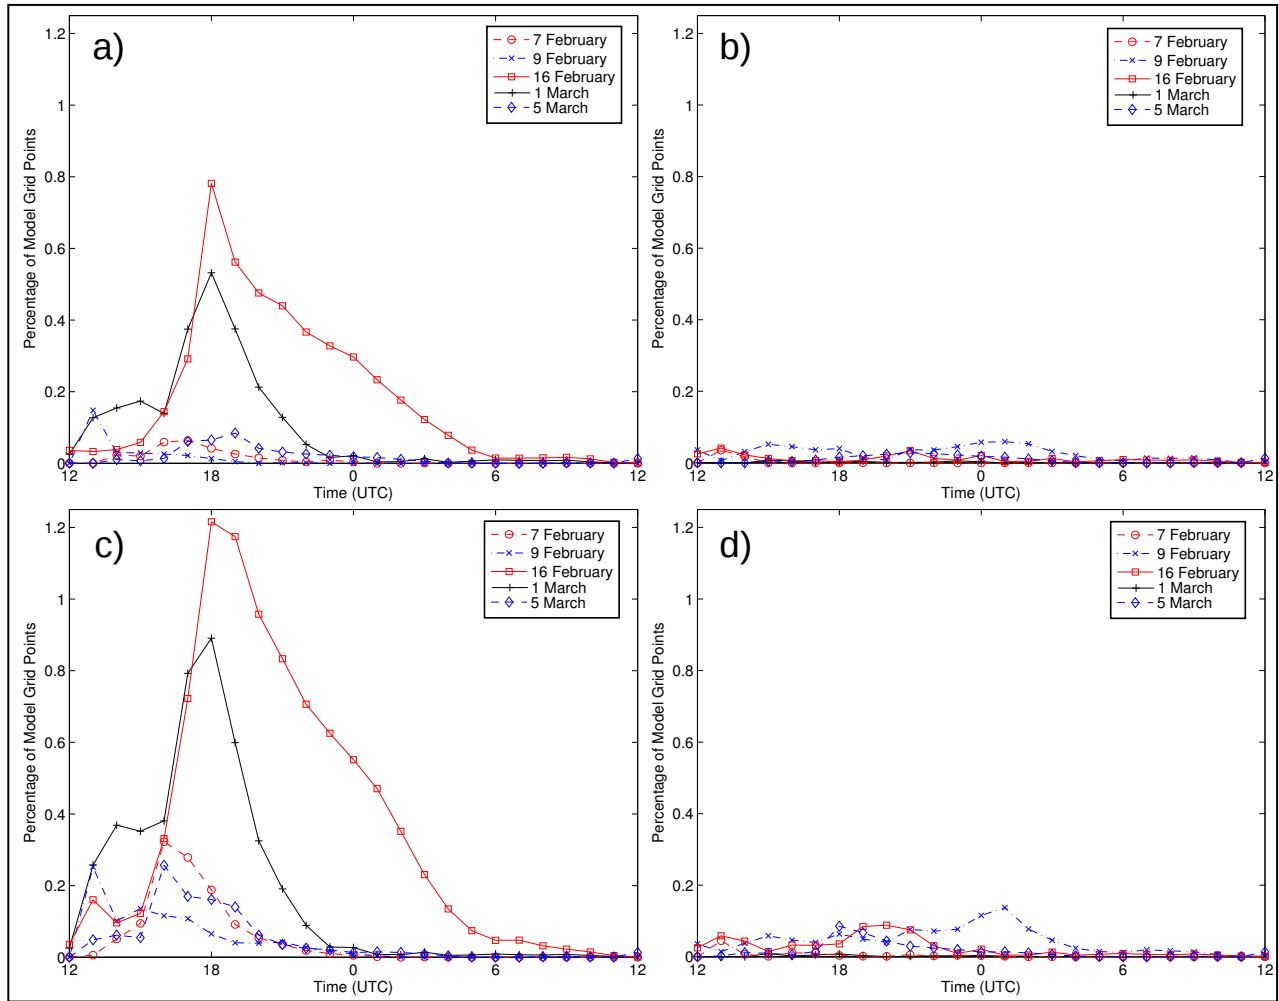 a)
7 February
9 February
16 February
1 March
5 March
1.2
1
0.8
0.6
0.4
0.2
0
Percentage of Model Grid Points
12
18
0
6
12
Time (UTC)
b)
7 February
9 February
16 February
1 March
5 March
1.2
1
0.8
0.6
0.4
0.2
0
Percentage of Model Grid Points
12
18
0
6
12
Time (UTC)
c)
7 February
9 February
16 February
1 March
5 March
1.2
1
0.8
0.6
0.4
0.2
0
Percentage of Model Grid Points
12
18
0
6
12
Time (UTC)
d)
7 February
9 February
16 February
1 March
5 March
1.2
1
0.8
0.6
0.4
0.2
0
Percentage of Model Grid Points
12
18
0
6
12
Time (UTC)